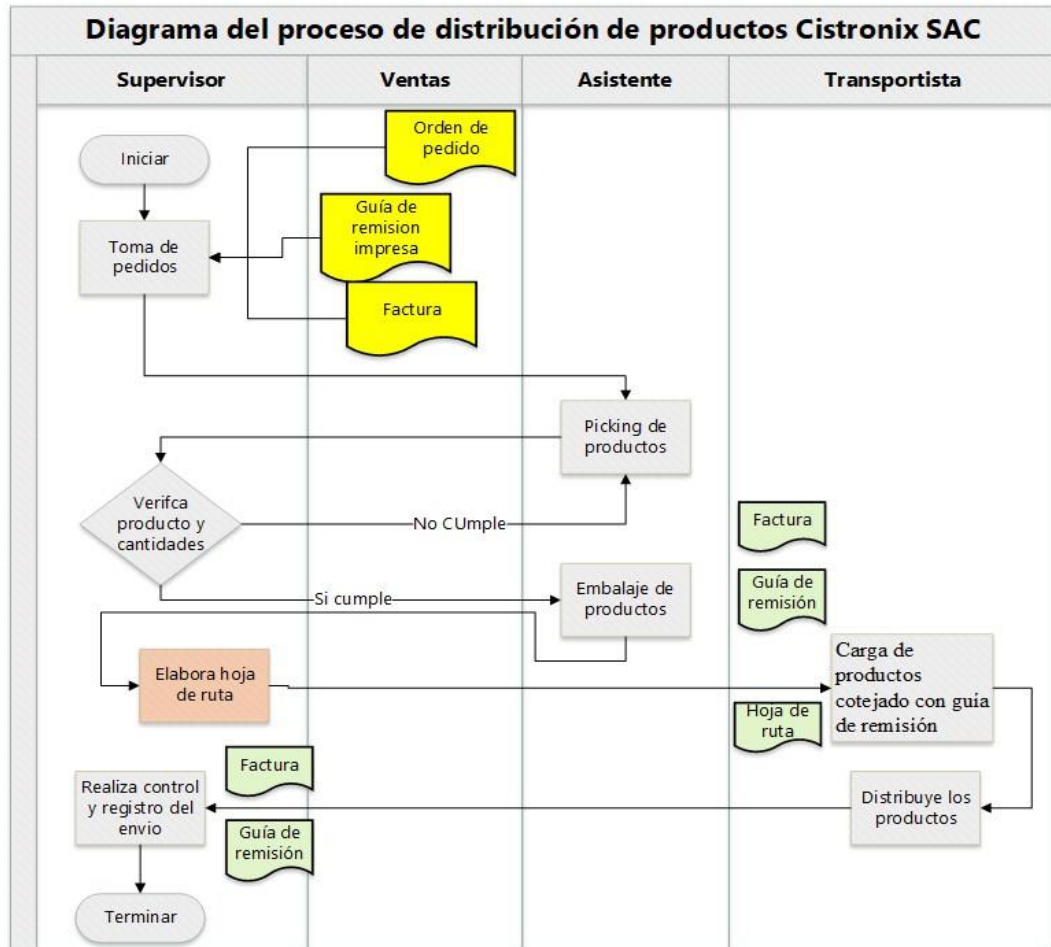 Diagrama del proceso de distribución de productos Cistronix SAC
Supervisor
Ventas
Asistente
Transportista
Iniciar
Orden de
pedido
Toma de
pedidos
Guía de
remision
impresa
Factura
Picking de
productos
Verifca
producto y
cantidades
No CUmple
Factura
Si cumple
Embalaje de
productos
Guía de
remisión
Elabora hoja
de ruta
Carga de
productos
cotejado con guía
de remisión
Hoja de
ruta
Factura
Realiza control
y registro del
envio
Guía de
remisión
Distribuye los
productos
Terminar